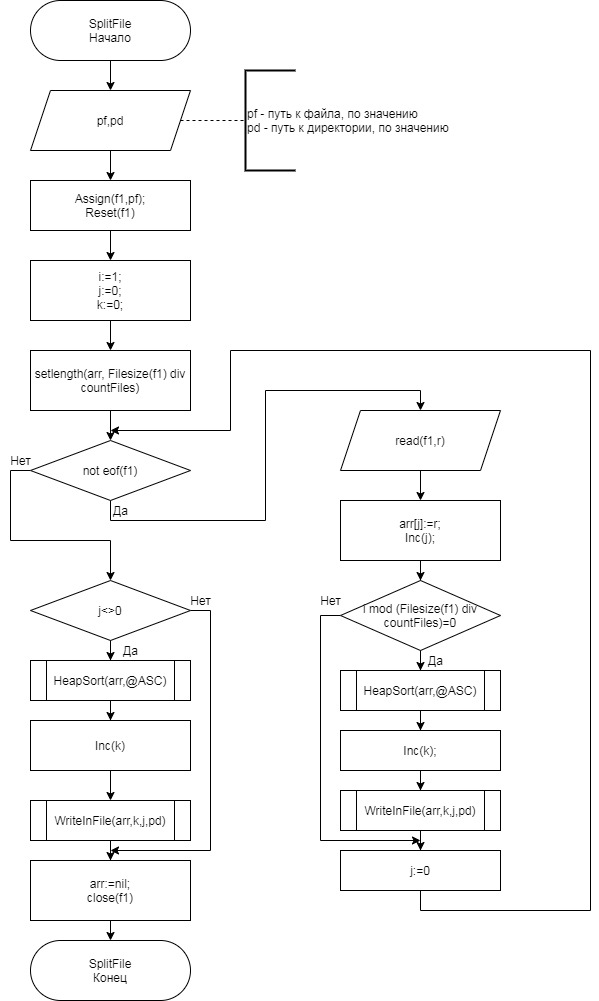 SplitFile
Начало
pf,pd
pf - путь к файла, по значению
pd - путь к директории, по значению
Assign(f1,pf);
Reset(f1)
i:=1;
j:=0;
k:=0;
setlength(arr, Filesize(f1) div
countFiles)
not eof(f1)
Нет
Да
read(f1,r)
arr[j]:=r;
Inc(j);
i mod (Filesize(f1) div
countFiles)=0
Нет
Да
HeapSort(arr,@ASC)
Inc(k);
WriteInFile(arr,k,j,pd)
j:=0
j<>0
Нет
Да
HeapSort(arr,@ASC)
Inc(k)
WriteInFile(arr,k,j,pd)
arr:=nil;
close(f1)
SplitFile
Конец